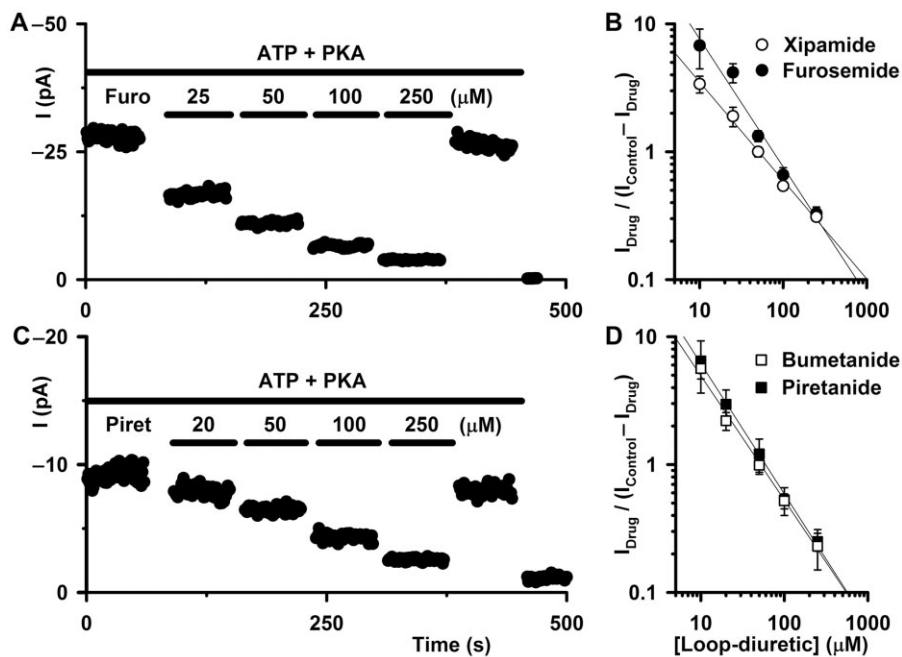 A
–50
ATP + PKA
Furo 25 50 100 250 (μM)
I (pA)
–25
0
0 250 500
B
10
Xipamide
Furosemide
1
I_Drug / (I_Control – I_Drug)
0.1
10 100 1000
C
–20
ATP + PKA
Piret 20 50 100 250 (μM)
I (pA)
–10
0
0 250 500
Time (s)
D
10
Bumetanide
Piretanide
1
I_Drug / (I_Control – I_Drug)
0.1
10 100 1000
[Loop-diuretic] (μM)